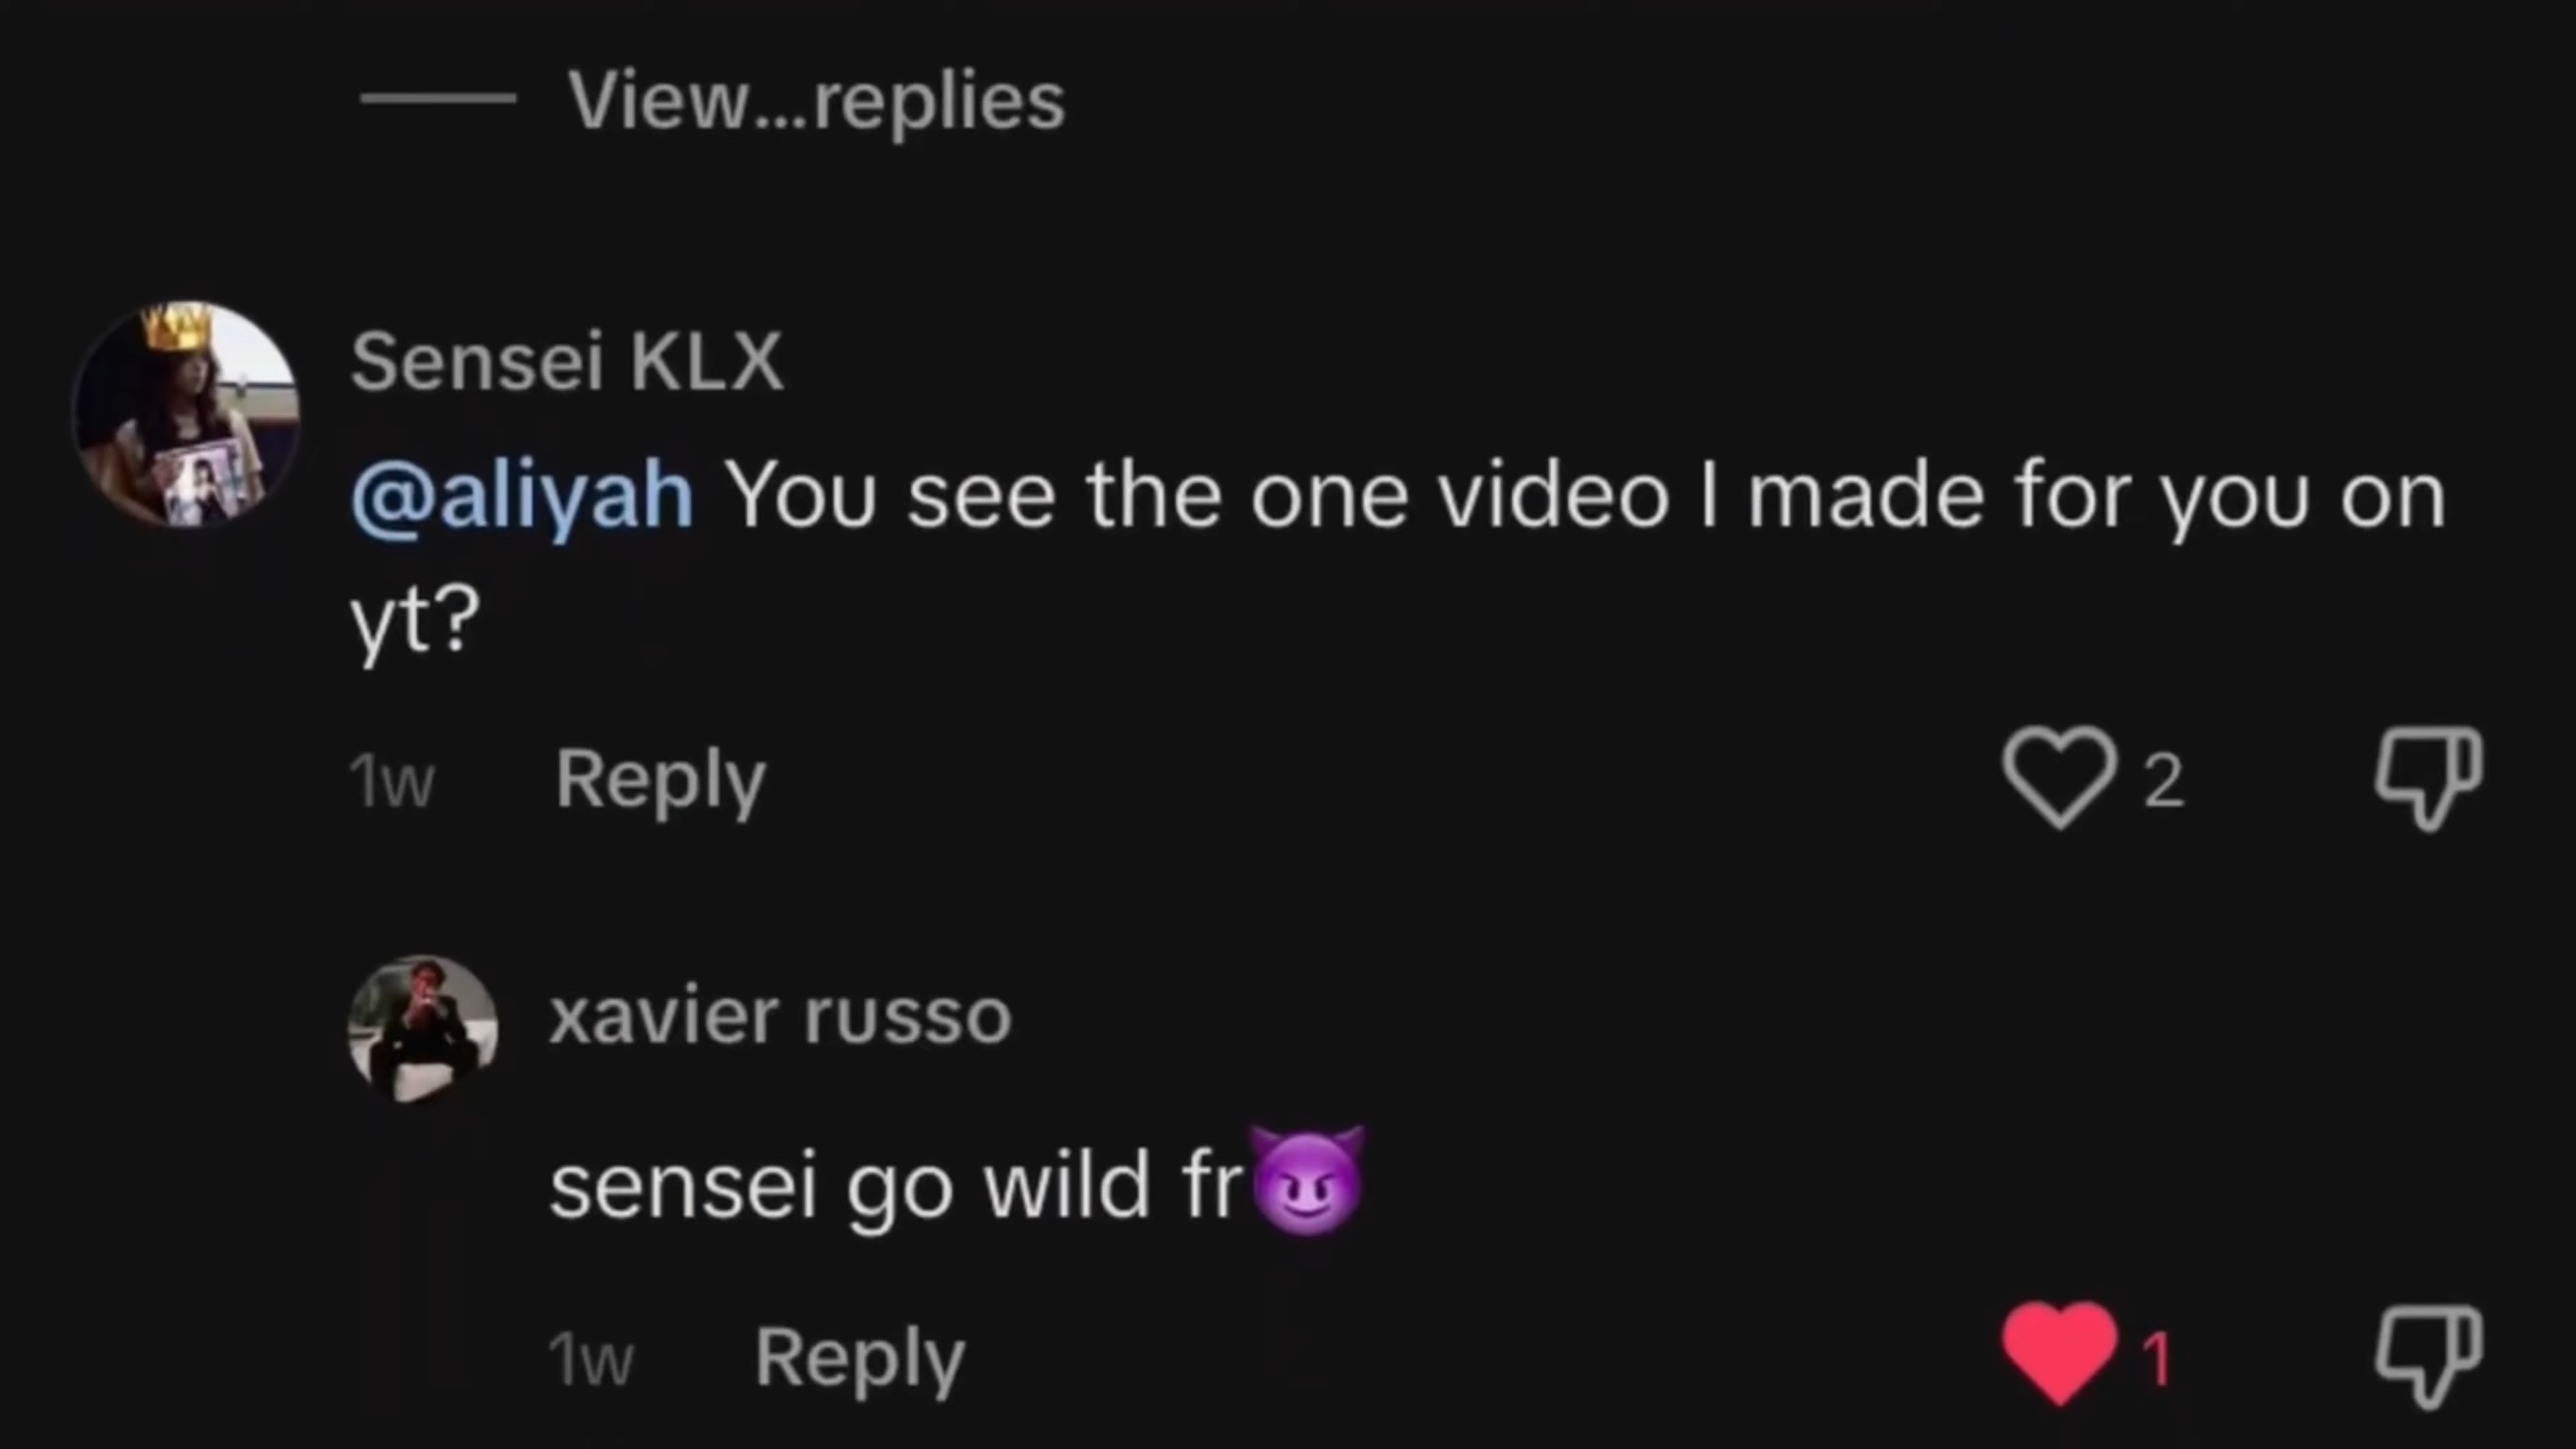 View...replies
Sensei KLX
@aliyah You see the one video I made for you on
yt?
1w Reply 2
xavier russo
sensei go wild fr😈
1w Reply 1